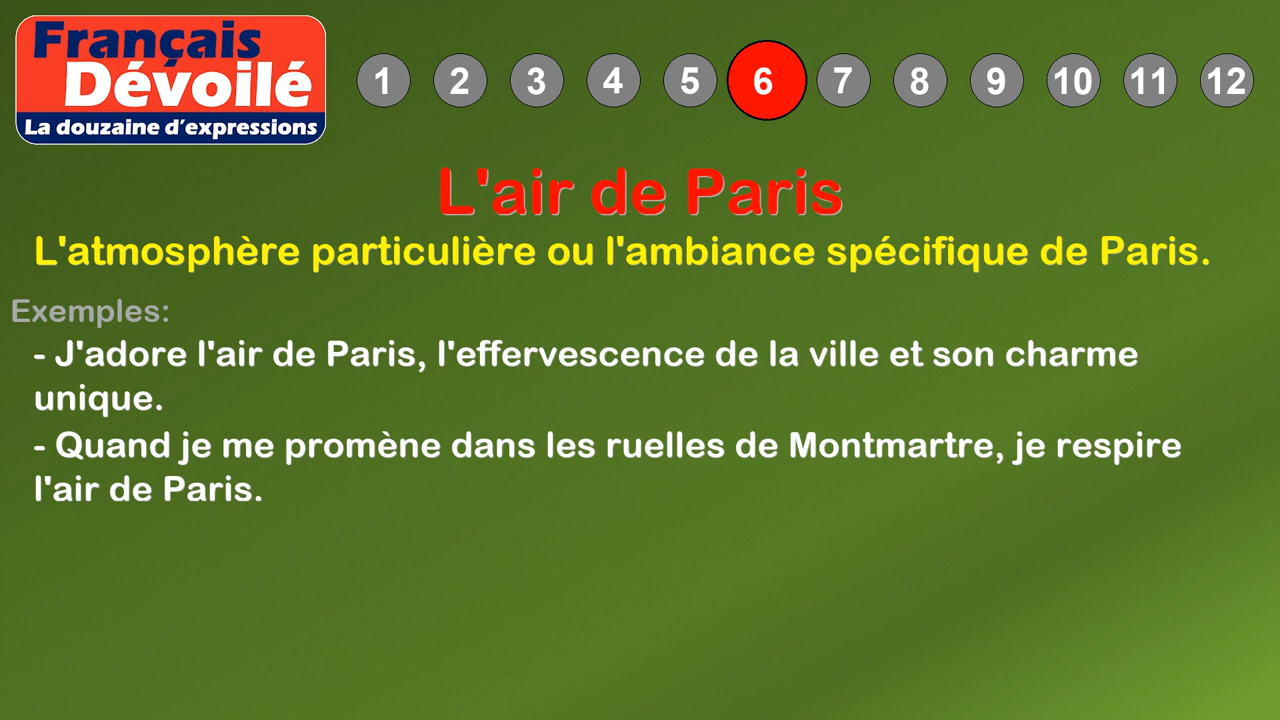 Français
Dévoilé
La douzaine d'expressions
1 2 3 4 5 6 7 8 9 10 11 12
L'air de Paris
L'atmosphère particulière ou l'ambiance spécifique de Paris.
Exemples:
- J'adore l'air de Paris, l'effervescence de la ville et son charme
unique.
- Quand je me promène dans les ruelles de Montmartre, je respire
l'air de Paris.